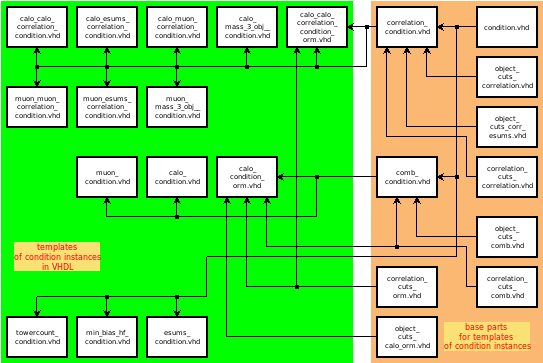 calo_calo_
correlation_
condition.vhd
calo_esums_
correlation_
condition.vhd
calo_muon_
correlation_
condition.vhd
calo_
mass_3_obj_
condition.vhd
calo_calo_
correlation_
condition_
orm.vhd
correlation_
condition.vhd
condition.vhd
object_
cuts_
correlation.vhd
muon_muon_
correlation_
condition.vhd
muon_esums_
correlation_
condition.vhd
muon_
mass_3_obj_
condition.vhd
object_
cuts_corr_
esums.vhd
muon_
condition.vhd
calo_
condition.vhd
calo_
condition_
orm.vhd
comb_
condition.vhd
correlation_
cuts_
correlation.vhd
object_
cuts_
comb.vhd
templates
of condition instances
in VHDL
correlation_
cuts_
orm.vhd
correlation_
cuts_
comb.vhd
towercount_
condition.vhd
min_bias_hf_
condition.vhd
esums_
condition.vhd
object_
cuts_
calo_orm.vhd
base parts
for templates
of condition instances